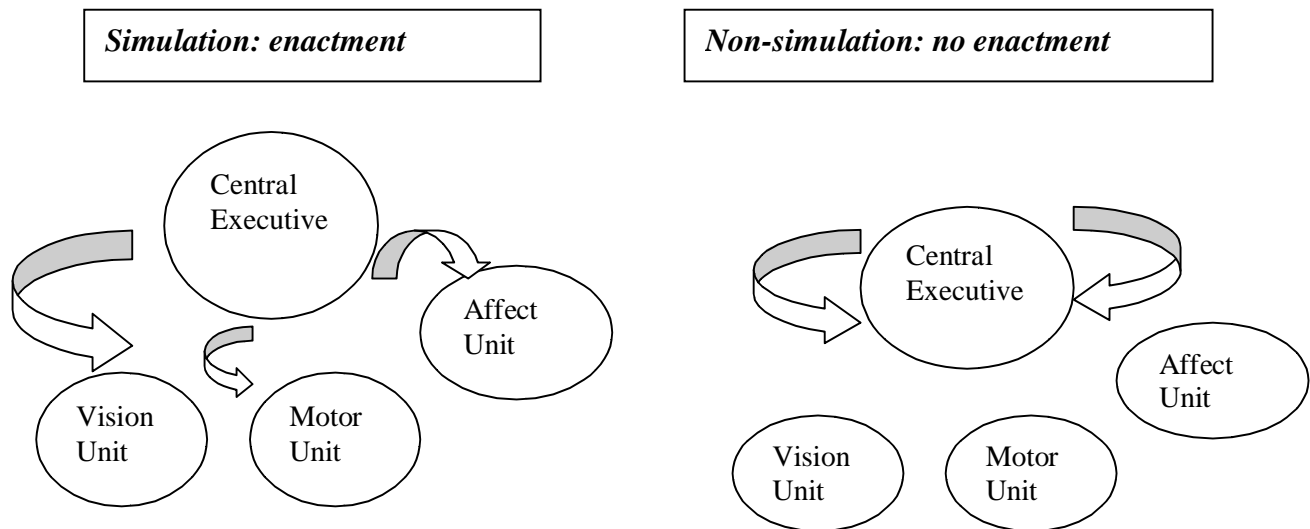 Simulation: enactment
Non-simulation: no enactment
Central
Executive
Affect
Unit
Vision
Unit
Motor
Unit
Central
Executive
Affect
Unit
Vision
Unit
Motor
Unit